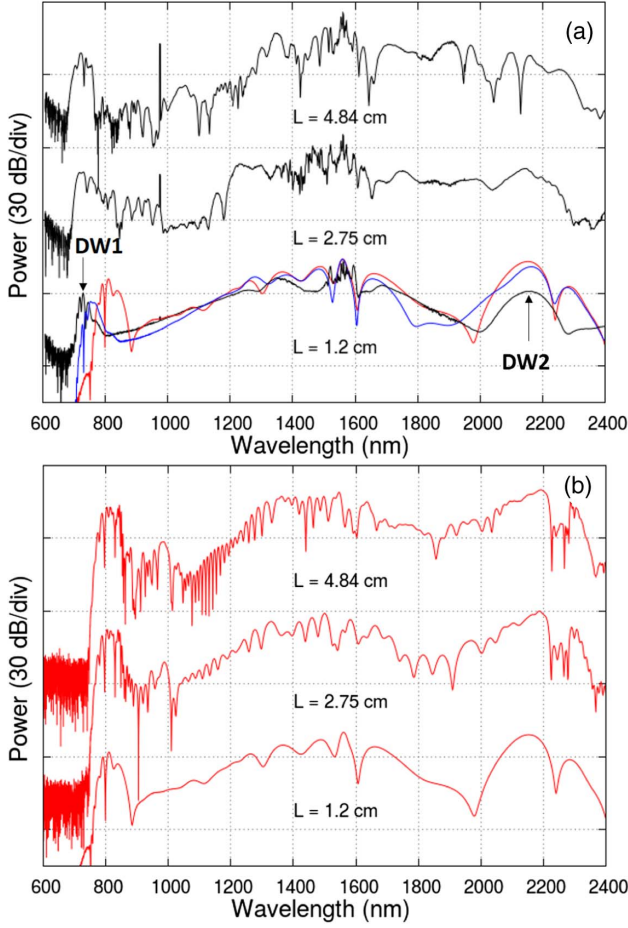 (a)
Power (30 dB/div)
L = 4.84 cm
L = 2.75 cm
DW1
L = 1.2 cm
DW2
600 800 1000 1200 1400 1600 1800 2000 2200 2400
Wavelength (nm)
(b)
Power (30 dB/div)
L = 4.84 cm
L = 2.75 cm
L = 1.2 cm
600 800 1000 1200 1400 1600 1800 2000 2200 2400
Wavelength (nm)